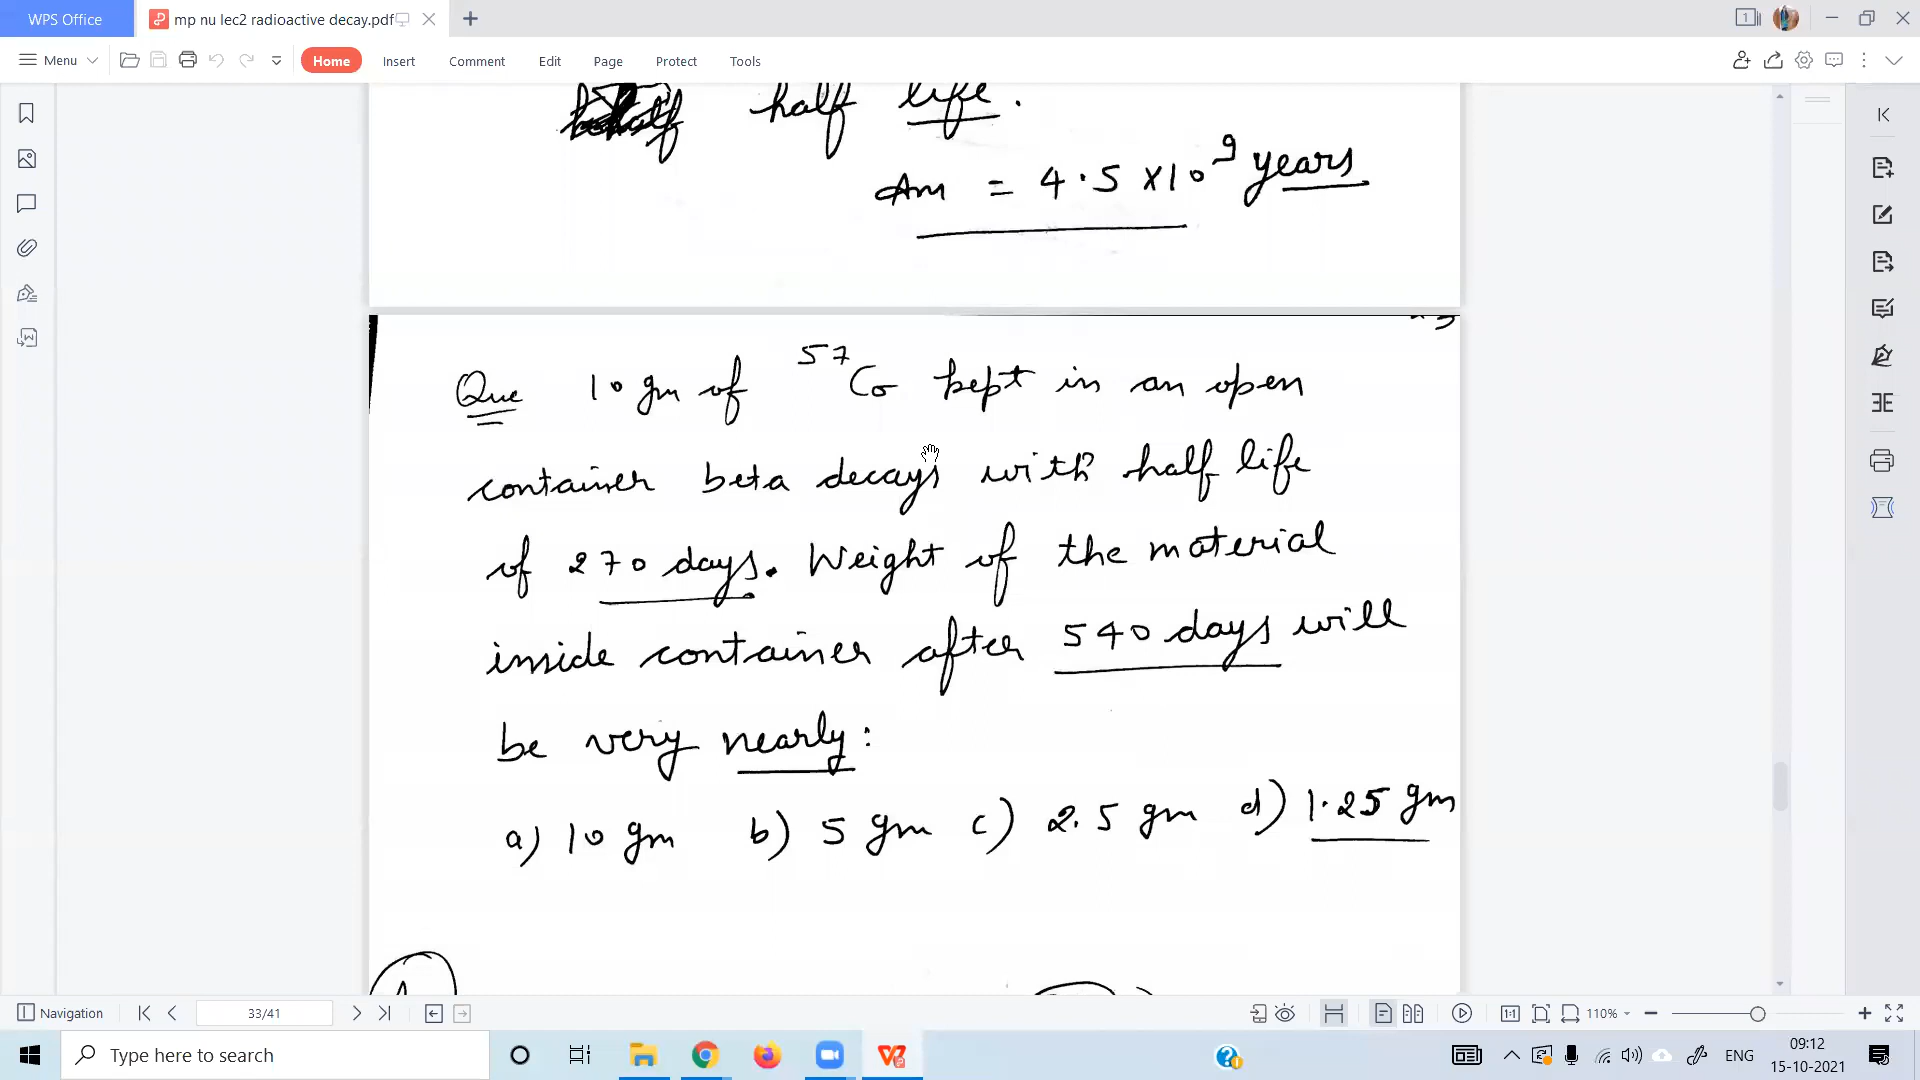 WPS Office
mp nu lec2 radioactive decay.pdf
Menu
Home Insert Comment Edit Page Protect Tools
half life.
Ans = 4.5 x10^9 years
Que 10 gm of ^57Co kept in an open
container beta decays with half life
of 270 days. Weight of the material
inside container after 540 days will
be very nearly:
a) 10 gm b) 5 gm c) 2.5 gm d) 1.25 gm
Navigation 33/41 1:1 110%
Type here to search
ENG
09:12
15-10-2021